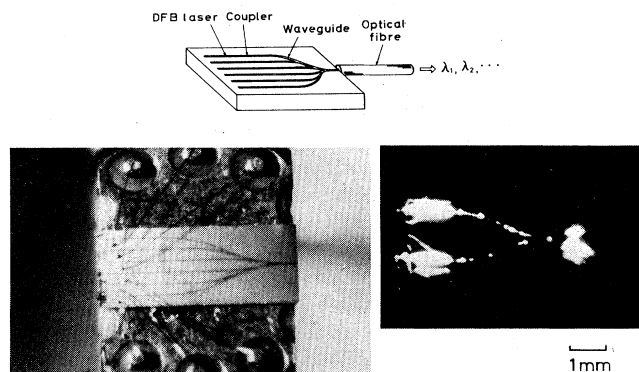 DFB laser Coupler
Waveguide
Optical
fibre
λ₁, λ₂, ···
1mm